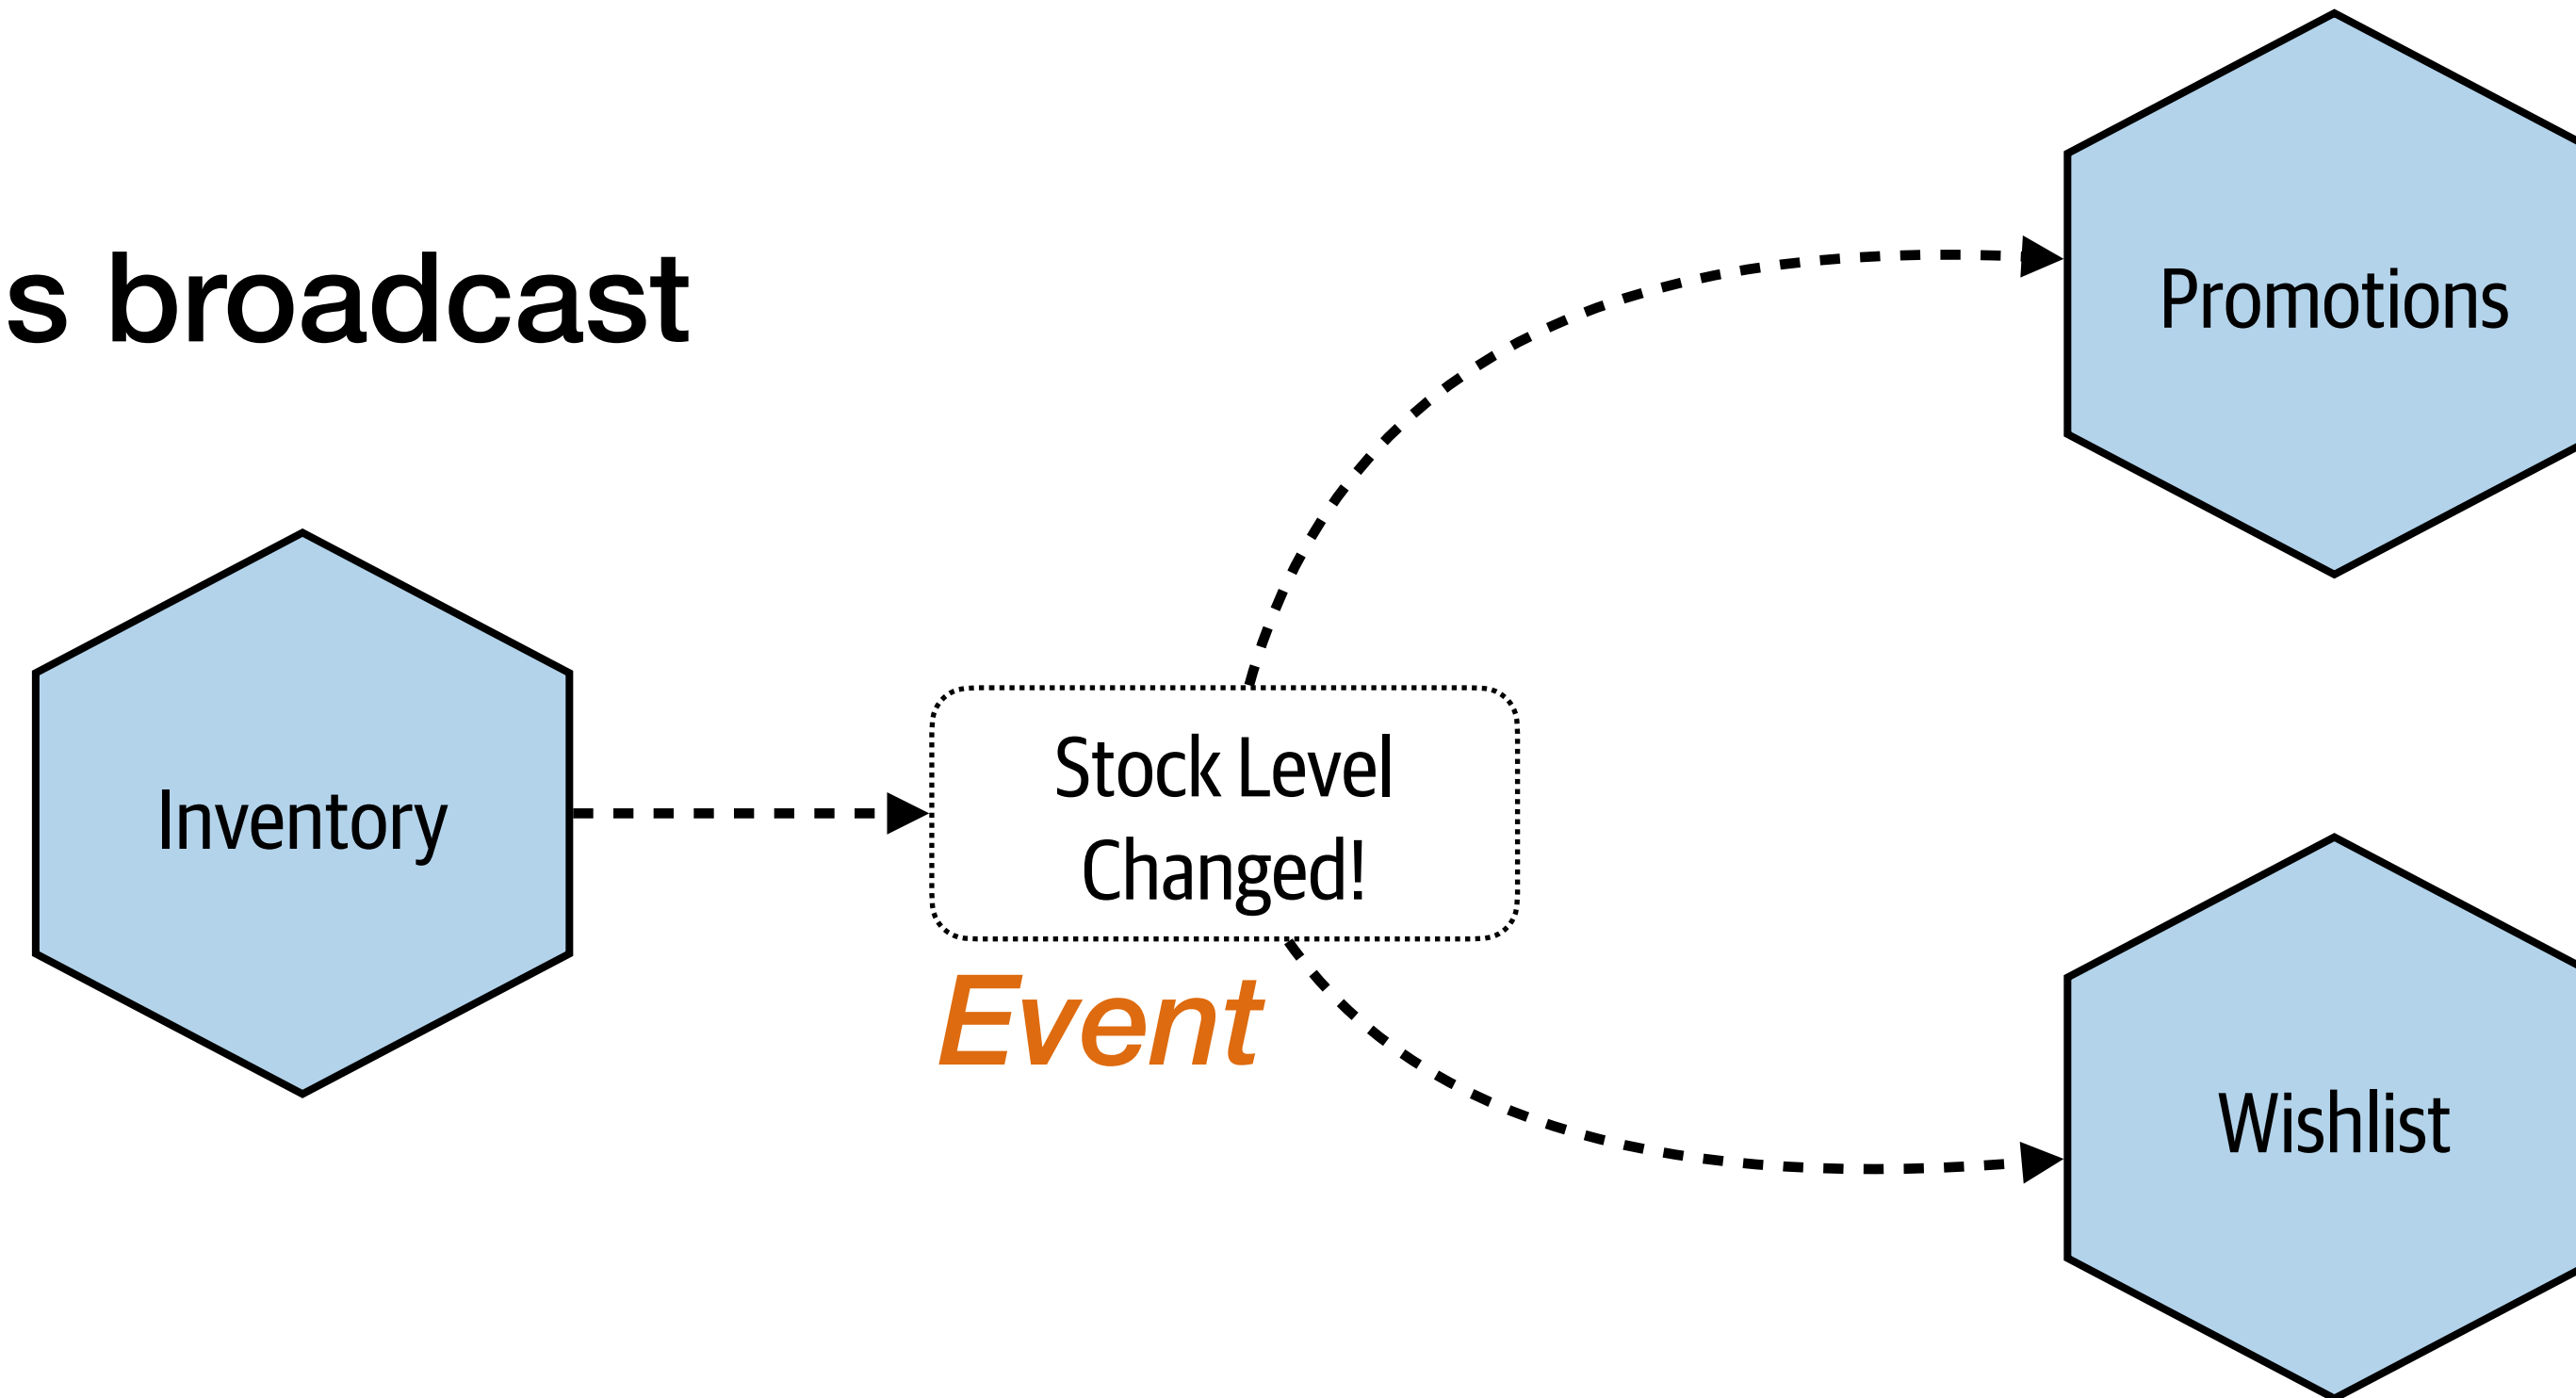 s broadcast
Promotions
Inventory
Stock Level
Changed!
Event
Wishlist